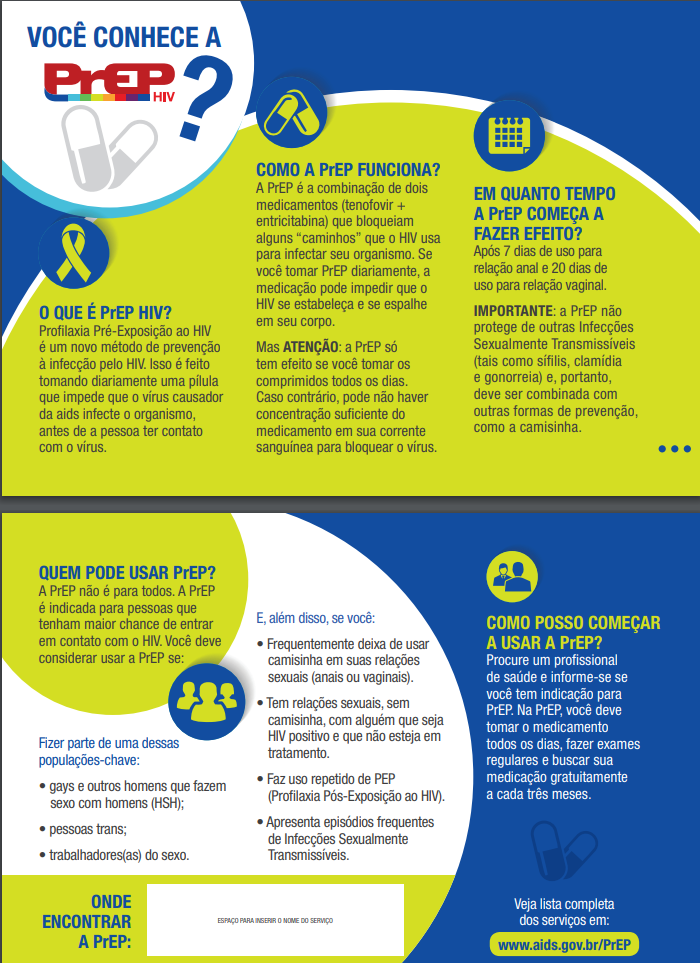 VOCÊ CONHECE A
PrEP
HIV
?
O QUE É PrEP HIV?
Profilaxia Pré-Exposição ao HIV
é um novo método de prevenção
à infecção pelo HIV. Isso é feito
tomando diariamente uma pílula
que impede que o vírus causador
da aids infecte o organismo,
antes de a pessoa ter contato
com o vírus.
COMO A PrEP FUNCIONA?
A PrEP é a combinação de dois
medicamentos (tenofovir +
entricitabina) que bloqueiam
alguns “caminhos” que o HIV usa
para infectar seu organismo. Se
você tomar PrEP diariamente, a
medicação pode impedir que o
HIV se estabeleça e se espalhe
em seu corpo.
Mas ATENÇÃO: a PrEP só
tem efeito se você tomar os
comprimidos todos os dias.
Caso contrário, pode não haver
concentração suficiente do
medicamento em sua corrente
sanguínea para bloquear o vírus.
EM QUANTO TEMPO
A PrEP COMEÇA A
FAZER EFEITO?
Após 7 dias de uso para
relação anal e 20 dias de
uso para relação vaginal.
IMPORTANTE: a PrEP não
protege de outras Infecções
Sexualmente Transmissíveis
(tais como sífilis, clamídia
e gonorreia) e, portanto,
deve ser combinada com
outras formas de prevenção,
como a camisinha.
...
QUEM PODE USAR PrEP?
A PrEP não é para todos. A PrEP
é indicada para pessoas que
tenham maior chance de entrar
em contato com o HIV. Você deve
considerar usar a PrEP se:
Fizer parte de uma dessas
populações-chave:
• gays e outros homens que fazem
sexo com homens (HSH);
• pessoas trans;
• trabalhadores(as) do sexo.
E, além disso, se você:
• Frequentemente deixa de usar
camisinha em suas relações
sexuais (anais ou vaginais).
• Tem relações sexuais, sem
camisinha, com alguém que seja
HIV positivo e que não esteja em
tratamento.
• Faz uso repetido de PEP
(Profilaxia Pós-Exposição ao HIV).
• Apresenta episódios frequentes
de Infecções Sexualmente
Transmissíveis.
COMO POSSO COMEÇAR
A USAR A PrEP?
Procure um profissional
de saúde e informe-se se
você tem indicação para
PrEP. Na PrEP, você deve
tomar o medicamento
todos os dias, fazer exames
regulares e buscar sua
medicação gratuitamente
a cada três meses.
ONDE
ENCONTRAR
A PrEP:
ESPAÇO PARA INSERIR O NOME DO SERVIÇO
Veja lista completa
dos serviços em:
www.aids.gov.br/PrEP